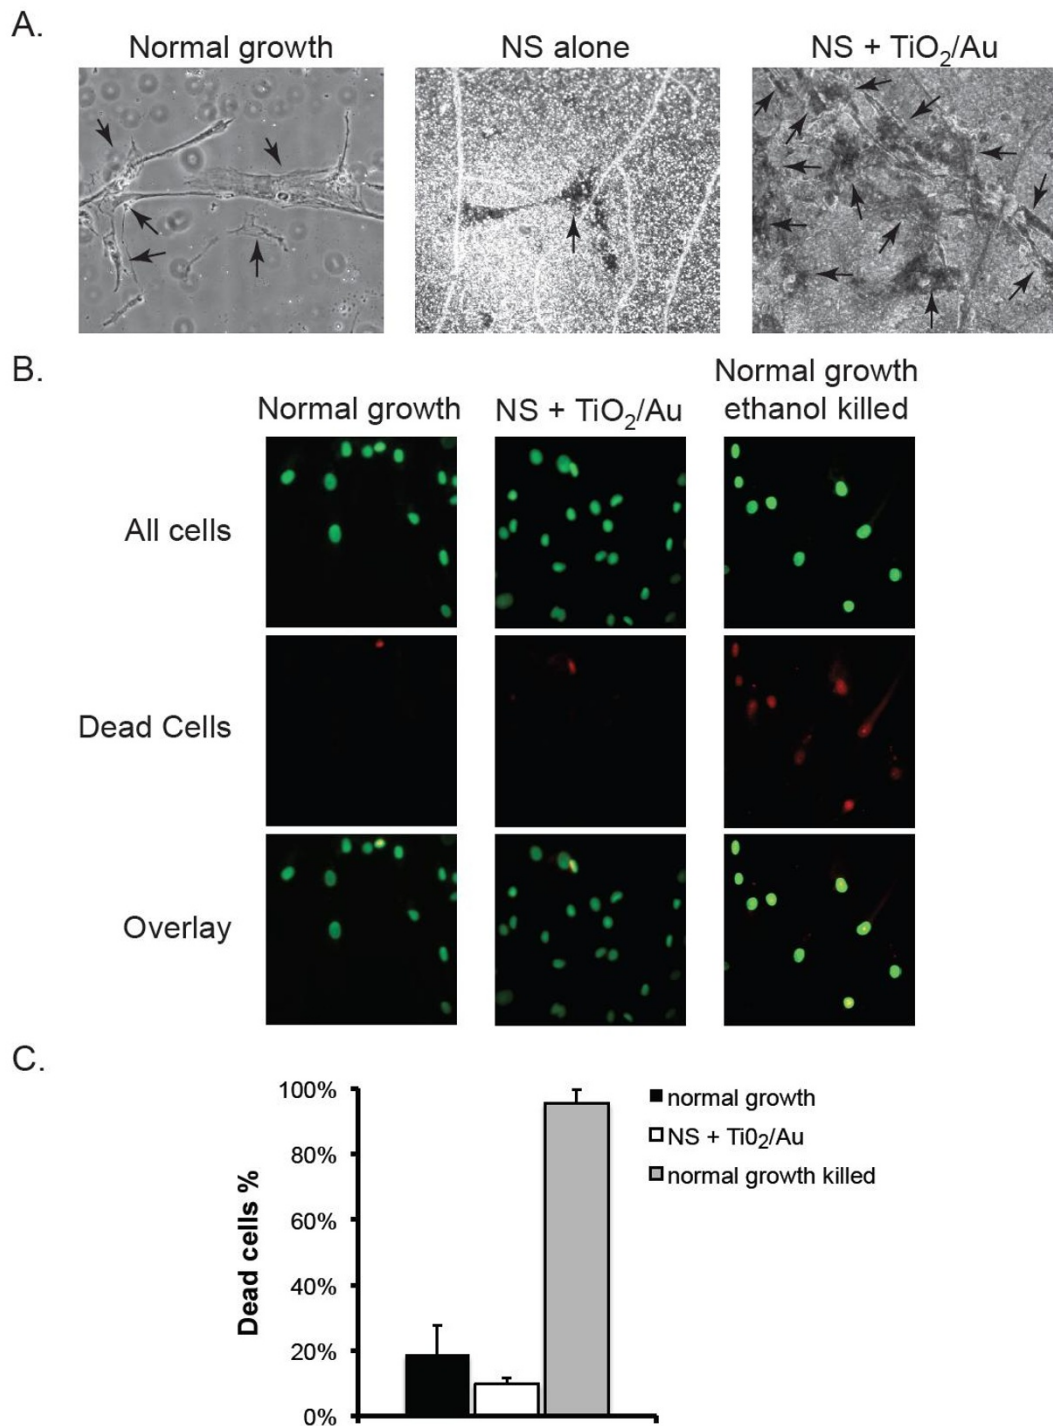 A.
Normal growth
NS alone
NS + TiO₂/Au
B.
Normal growth
NS + TiO₂/Au
Normal growth
ethanol killed
All cells
Dead Cells
Overlay
C.
100%
80%
60%
40%
20%
0%
Dead cells %
normal growth
NS + Ti0₂/Au
normal growth killed